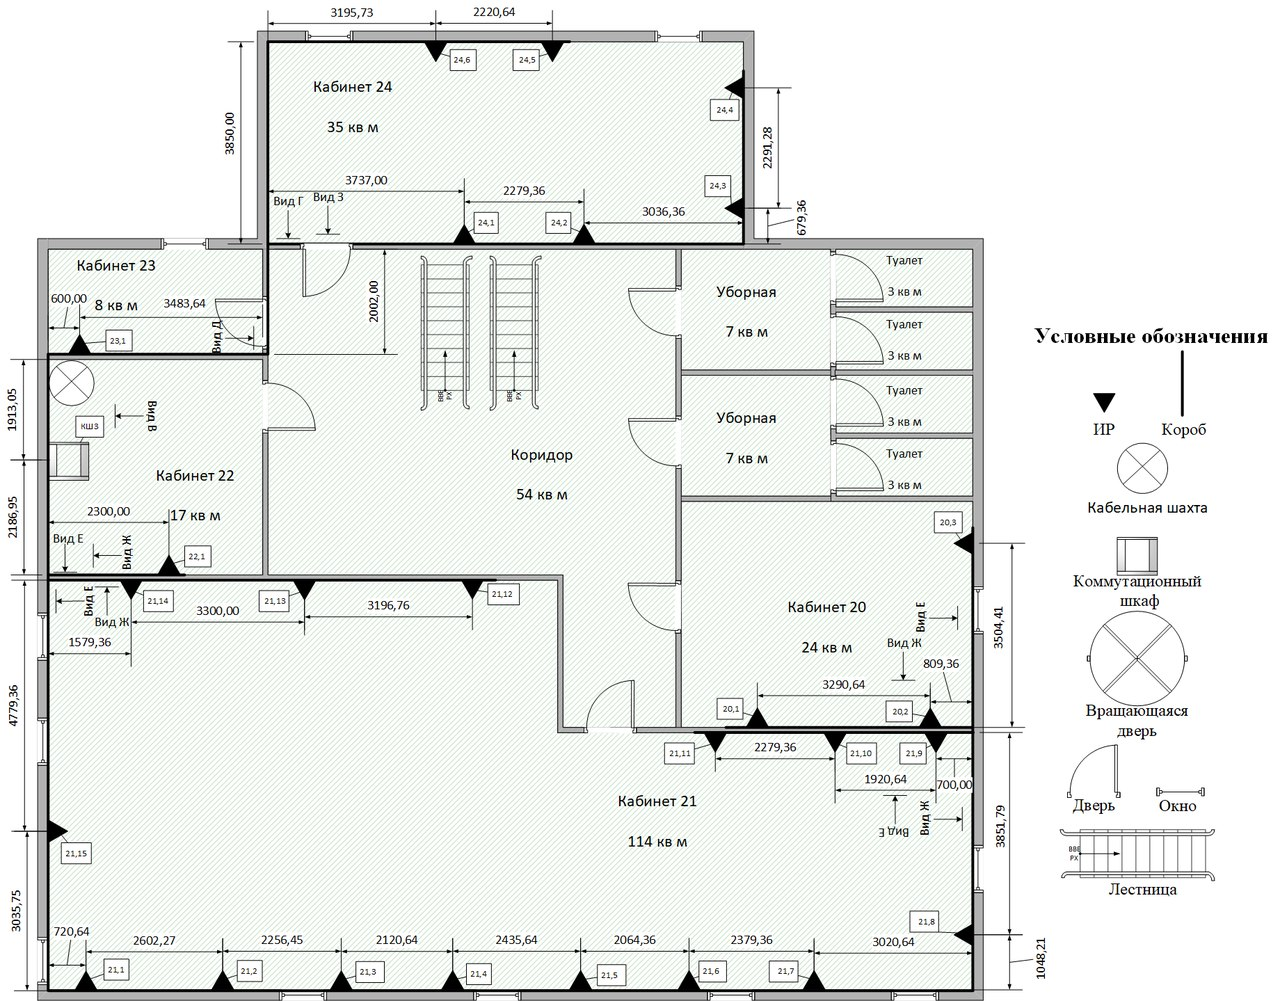 3195,73
2220,64
24,6
24,5
Кабинет 24
35 кв м
3850,00
24,4
2291,28
24,3
679,36
3737,00
2279,36
3036,36
Вид Г
Вид З
24,1
24,2
Кабинет 23
8 кв м
600,00
3483,64
23,1
Вид Д
2002,00
ВВЕ
РХ
ВВЕ
РХ
Уборная
7 кв м
Туалет
3 кв м
Туалет
3 кв м
Уборная
7 кв м
Туалет
3 кв м
Туалет
3 кв м
1913,05
КШ3
Вид В
Кабинет 22
17 кв м
2186,95
2300,00
Вид Е
Вид Ж
22,1
Коридор
54 кв м
20,3
Кабинет 20
24 кв м
Вид Е
Вид Ж
3504,41
809,36
3290,64
20,1
20,2
Вид Е
Вид Ж
21,14
21,13
21,12
3300,00
3196,76
1579,36
4779,36
21,11
21,10
21,9
2279,36
1920,64
700,00
Вид Е
Вид Ж
3851,79
Кабинет 21
114 кв м
21,15
3035,75
21,8
1048,21
720,64
2602,27
2256,45
2120,64
2435,64
2064,36
2379,36
3020,64
21,1
21,2
21,3
21,4
21,5
21,6
21,7
Условные обозначения
ИР
Короб
Кабельная шахта
Коммутационный
шкаф
Вращающаяся
дверь
Дверь
Окно
ВВЕ
РХ
Лестница